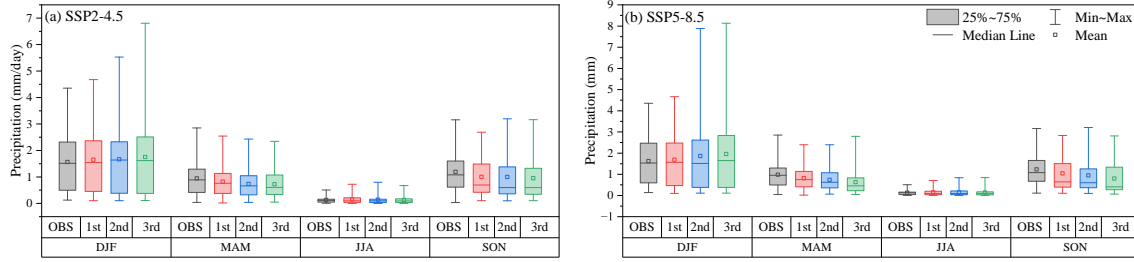 (a) SSP2-4.5
Precipitation (mm/day)
7
6
5
4
3
2
1
0
OBS 1st 2nd 3rd OBS 1st 2nd 3rd OBS 1st 2nd 3rd OBS 1st 2nd 3rd
DJF MAM JJA SON
(b) SSP5-8.5
25%~75% Min~Max
Median Line Mean
Precipitation (mm)
9
8
7
6
5
4
3
2
1
0
−1
OBS 1st 2nd 3rd OBS 1st 2nd 3rd OBS 1st 2nd 3rd OBS 1st 2nd 3rd
DJF MAM JJA SON